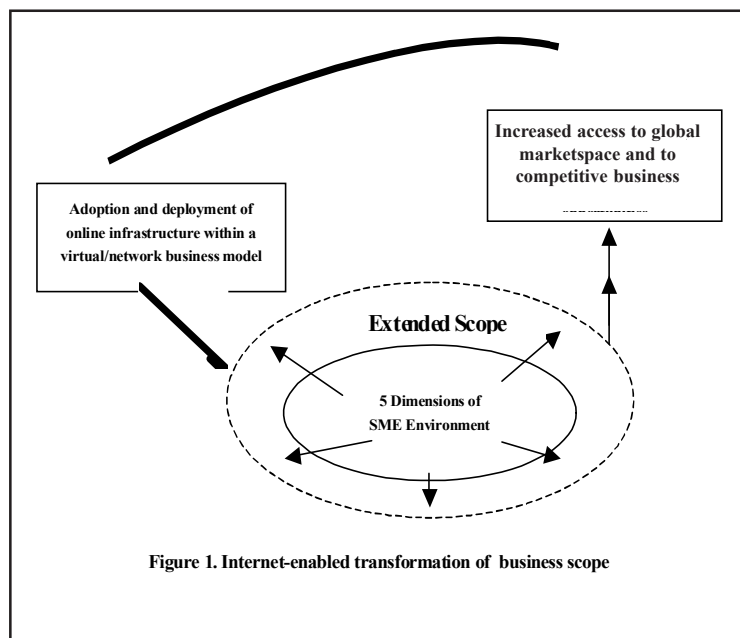 Increased access to global
marketspace and to
competitive business
Adoption and deployment of
online infrastructure within a
virtual/network business model
Extended Scope
5 Dimensions of
SME Environment
Figure 1. Internet-enabled transformation of business scope